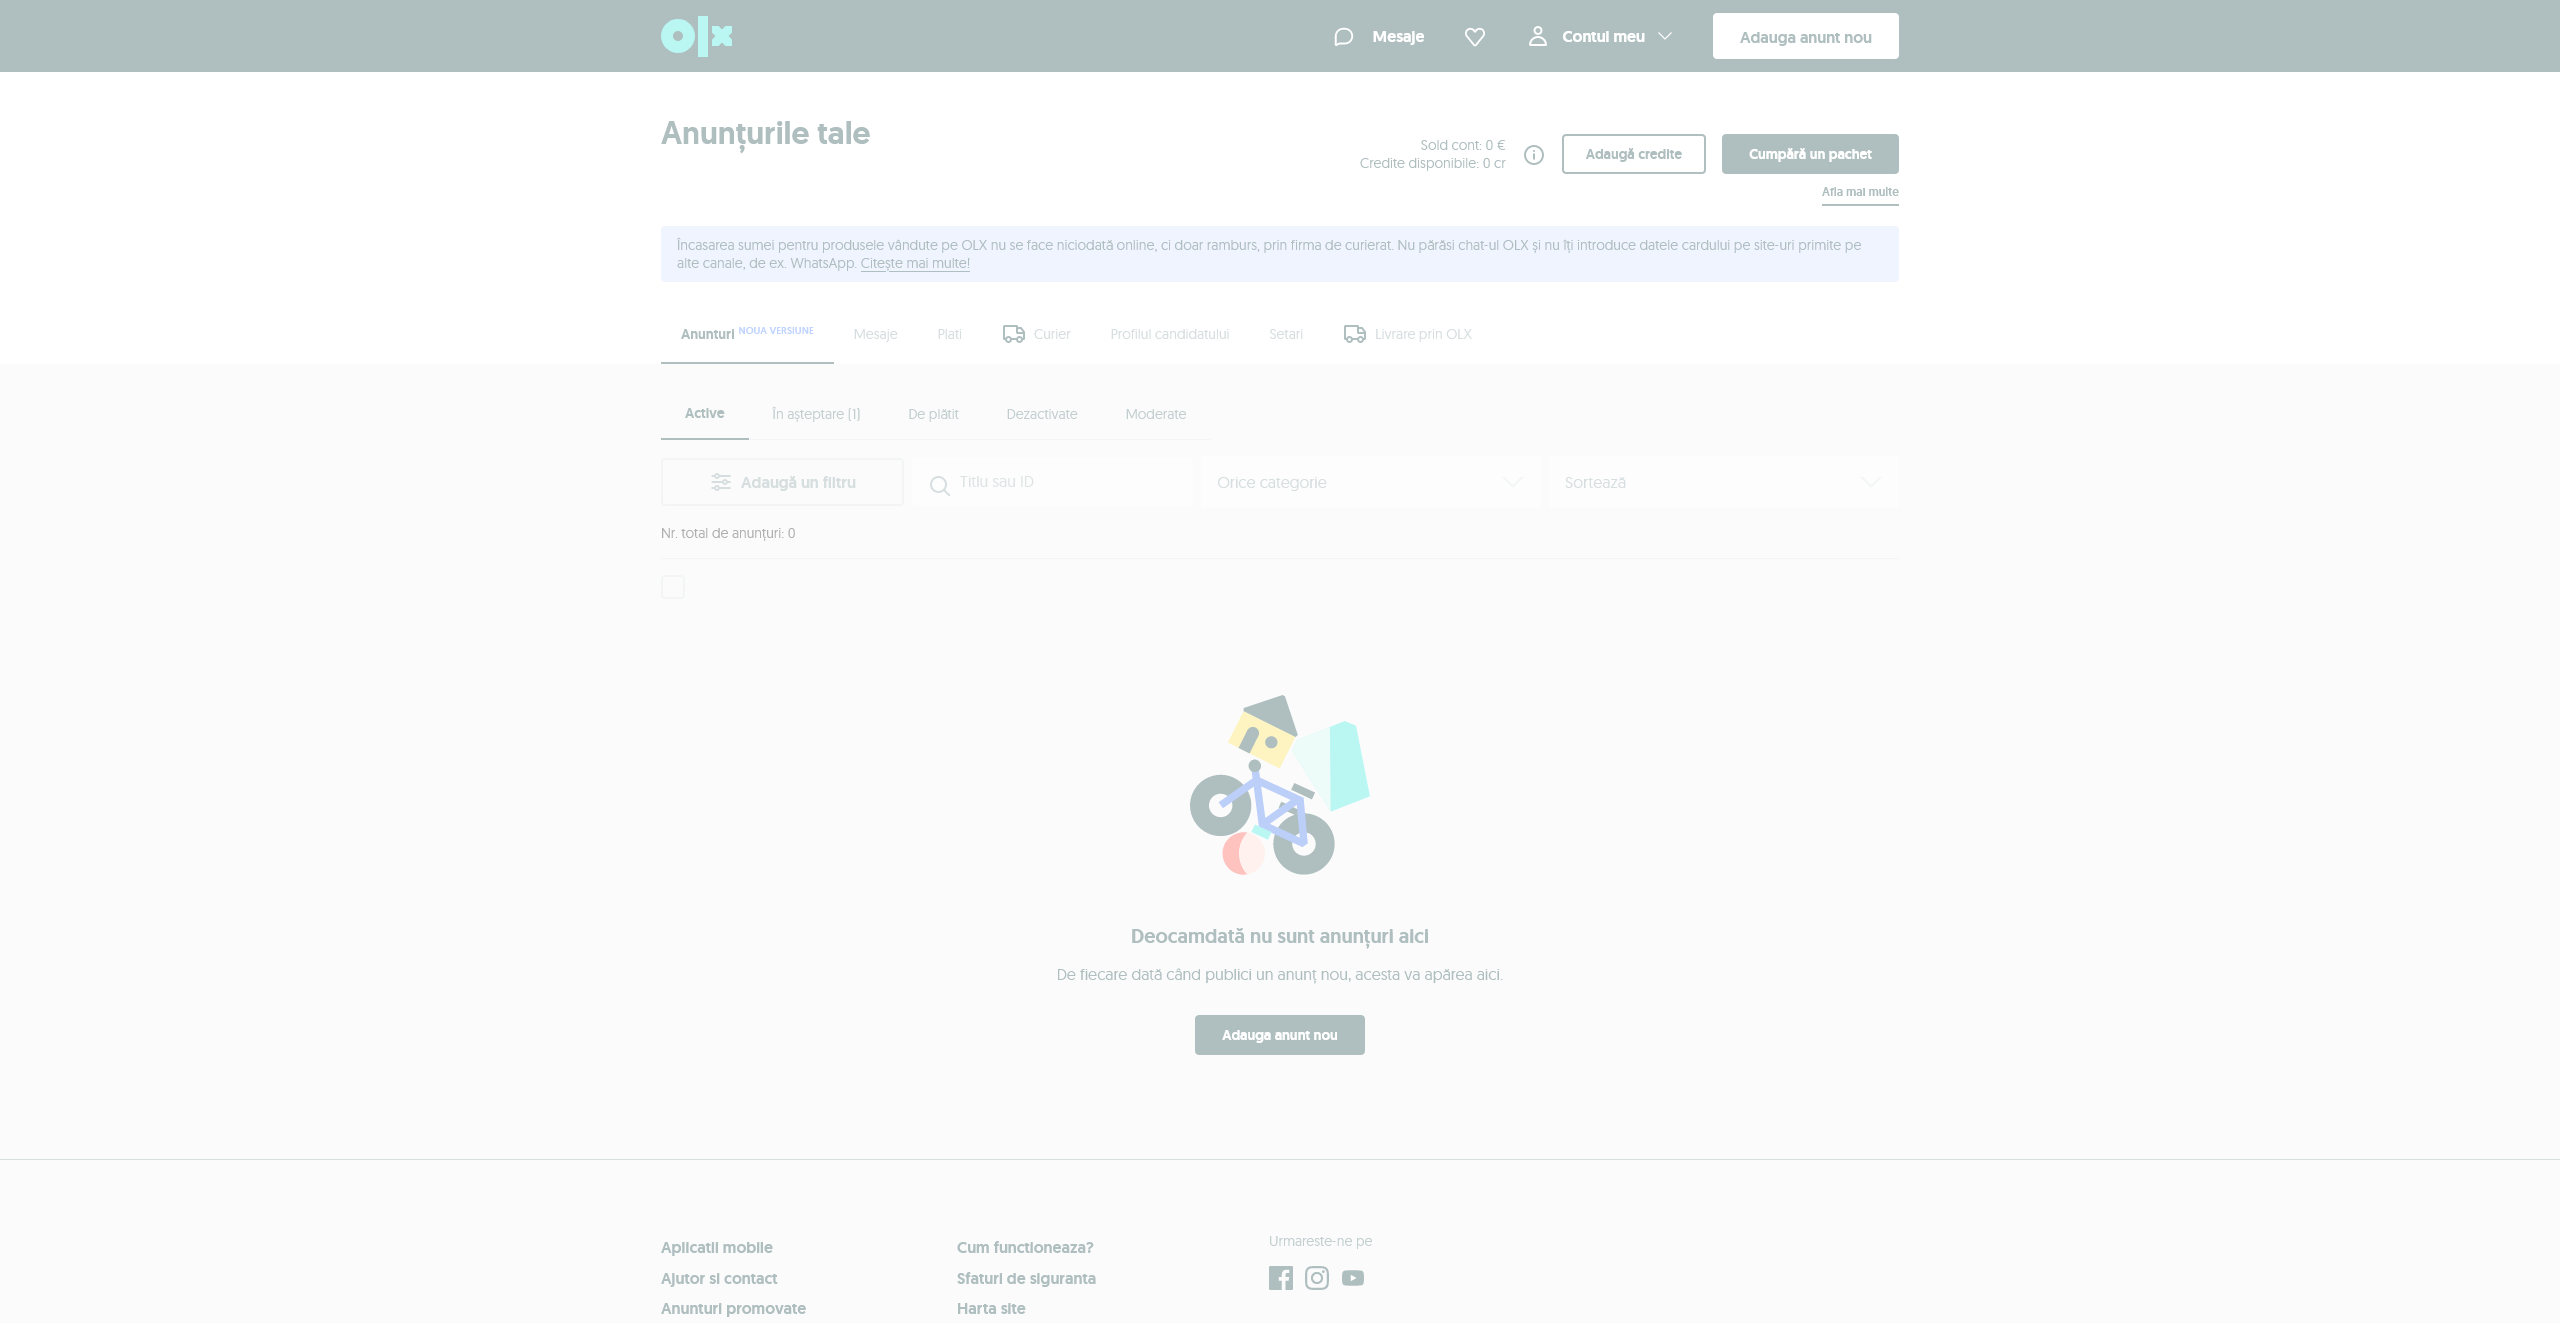 olx
Mesaje
Contul meu
Adauga anunt nou
Anunțurile tale
Sold cont: 0 €
Credite disponibile: 0 cr
Adaugă credite
Cumpără un pachet
Afla mai multe
Încasarea sumei pentru produsele vândute pe OLX nu se face niciodată online, ci doar ramburs, prin firma de curierat. Nu părăsi chat-ul OLX și nu îți introduce datele cardului pe site-uri primite pe
alte canale, de ex. WhatsApp. Citește mai multe!
Anunturi NOUA VERSIUNE
Mesaje
Plati
Curier
Profilul candidatului
Setari
Livrare prin OLX
Active
În așteptare (1)
De plătit
Dezactivate
Moderate
Adaugă un filtru
Titlu sau ID
Orice categorie
Sortează
Nr. total de anunțuri: 0
Deocamdată nu sunt anunțuri aici
De fiecare dată când publici un anunț nou, acesta va apărea aici.
Adauga anunt nou
Aplicatii mobile
Cum functioneaza?
Urmareste-ne pe
Ajutor si contact
Sfaturi de siguranta
Anunturi promovate
Harta site